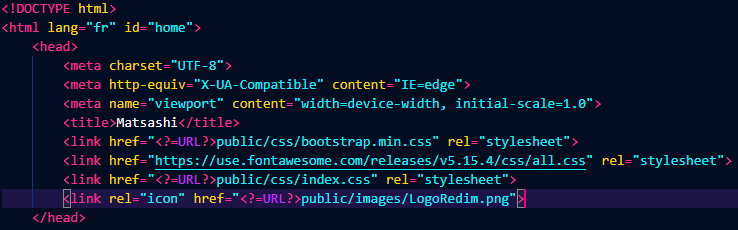 <!DOCTYPE html>
<html lang="fr" id="home">
    <head>
        <meta charset="UTF-8">
        <meta http-equiv="X-UA-Compatible" content="IE=edge">
        <meta name="viewport" content="width=device-width, initial-scale=1.0">
        <title>Matsashi</title>
        <link href="<?=URL?>public/css/bootstrap.min.css" rel="stylesheet">
        <link href="https://use.fontawesome.com/releases/v5.15.4/css/all.css" rel="stylesheet">
        <link href="<?=URL?>public/css/index.css" rel="stylesheet">
        <link rel="icon" href="<?=URL?>public/images/LogoRedim.png">
    </head>